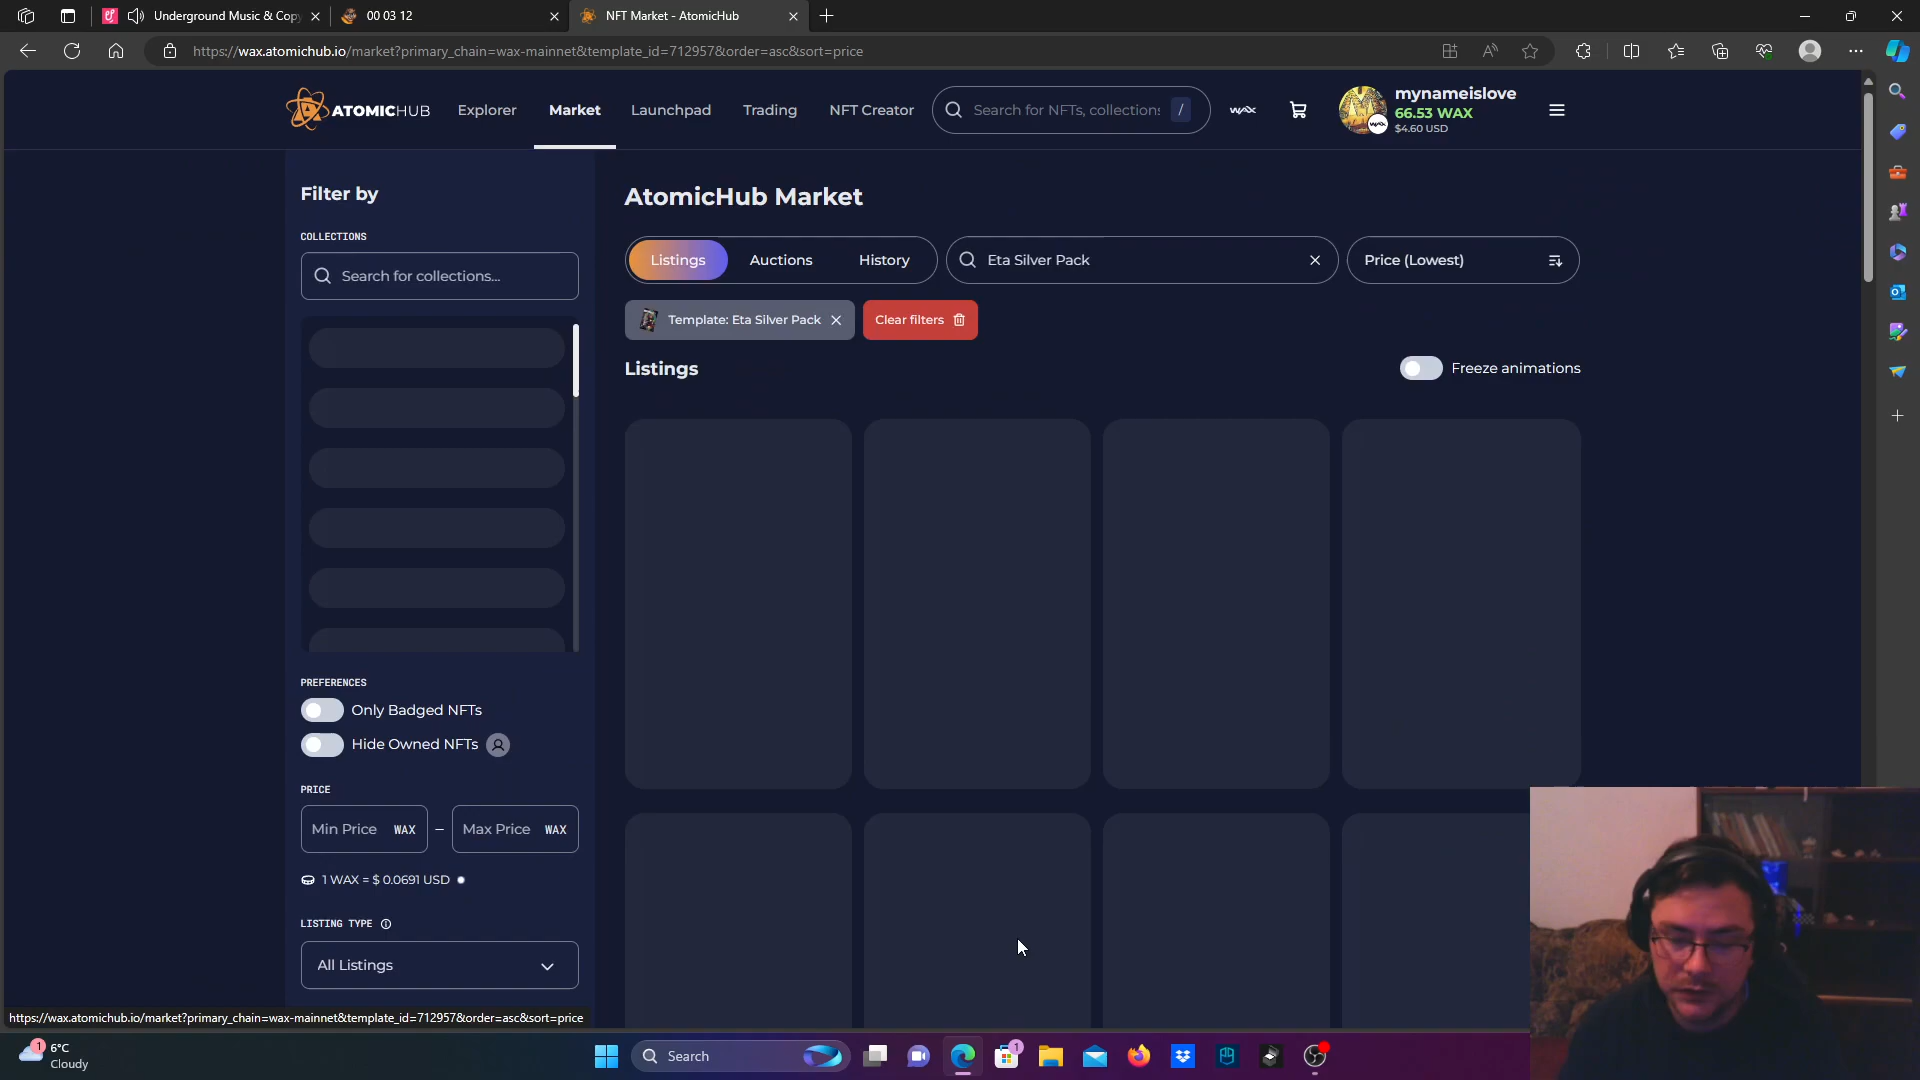 Underground Music & Copy
00 03 12
NFT Market - AtomicHub
https://wax.atomichub.io/market?primary_chain=wax-mainnet&template_id=712957&order=asc&sort=price
ATOMICHUB
Explorer
Market
Launchpad
Trading
NFT Creator
Search for NFTs, collections
/
WAX
mynameislove
66.53 WAX
$4.60 USD
Filter by
COLLECTIONS
Search for collections...
AtomicHub Market
Listings
Auctions
History
Eta Silver Pack
Price (Lowest)
Template: Eta Silver Pack
Clear filters
Listings
Freeze animations
PREFERENCES
Only Badged NFTs
Hide Owned NFTs
PRICE
Min Price WAX – Max Price WAX
1 WAX = $ 0.0691 USD
LISTING TYPE
All Listings
https://wax.atomichub.io/market?primary_chain=wax-mainnet&template_id=712957&order=asc&sort=price
1
6°C
Cloudy
Search
1